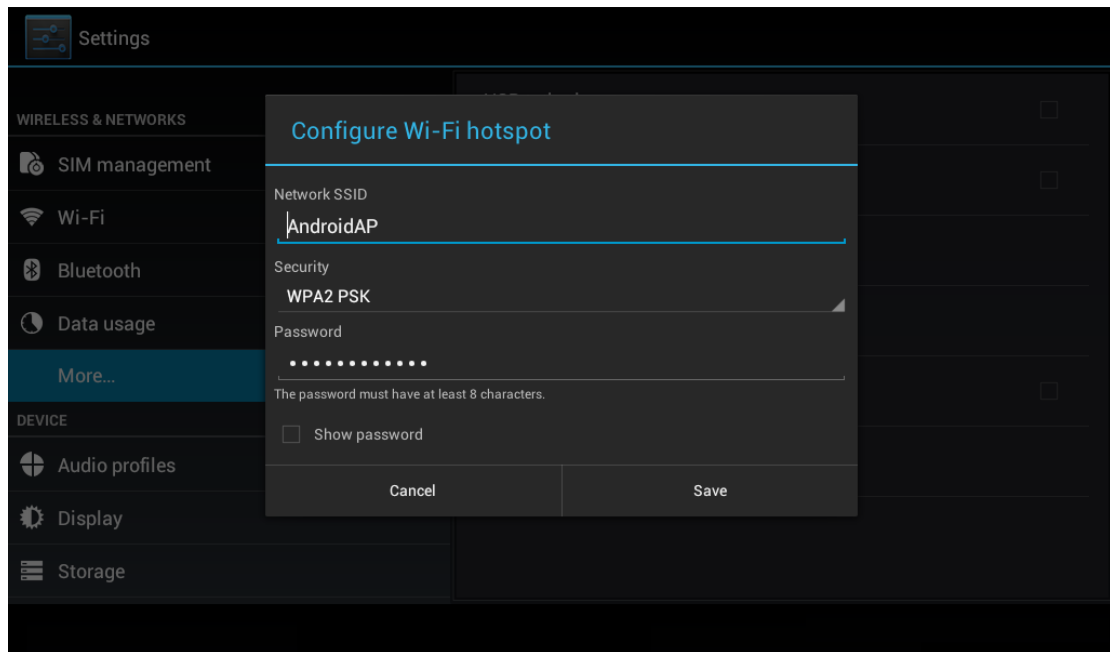 Settings
WIRELESS & NETWORKS
SIM management
Wi-Fi
Bluetooth
Data usage
More...
DEVICE
Audio profiles
Display
Storage
Configure Wi-Fi hotspot
Network SSID
AndroidAP
Security
WPA2 PSK
Password
••••••••••••
The password must have at least 8 characters.
Show password
Cancel
Save